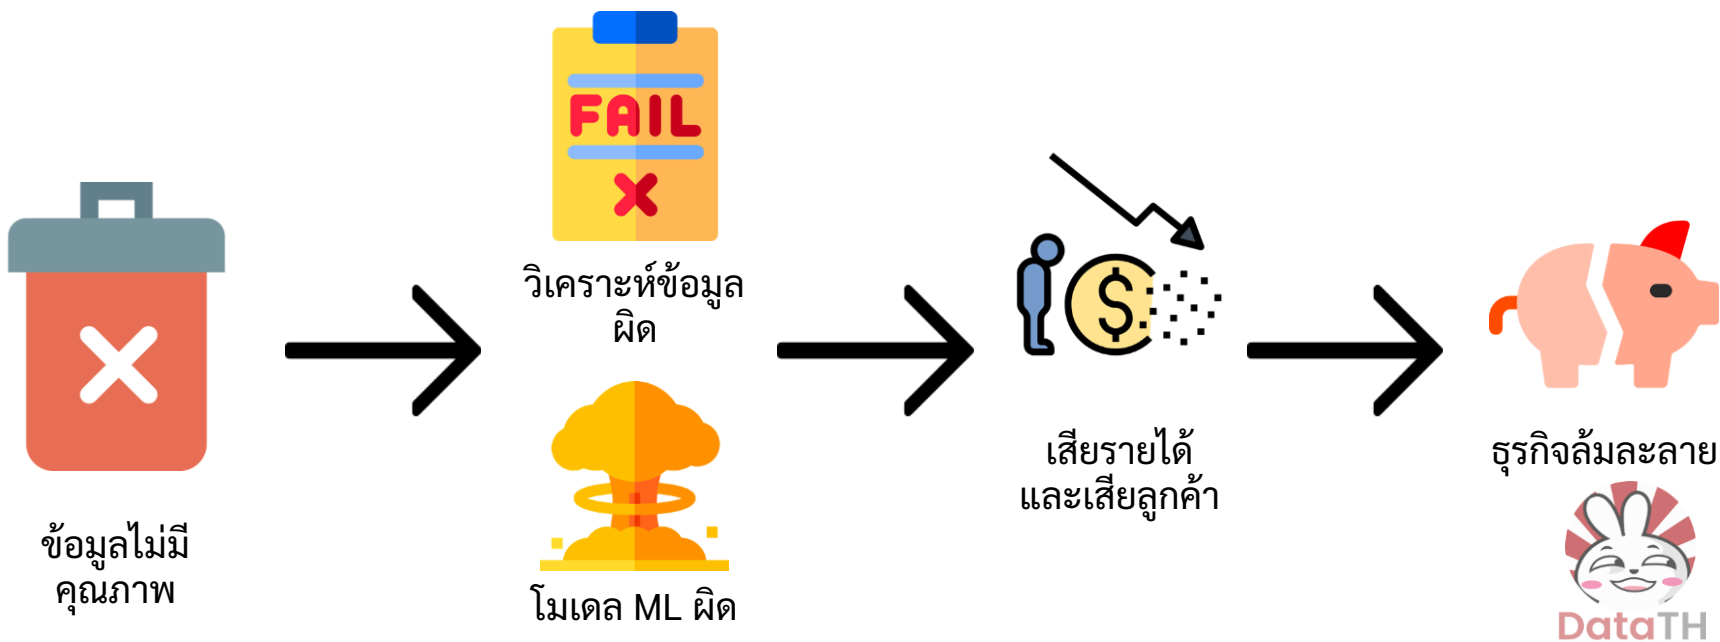 ข้อมูลไม่มี
คุณภาพ
FAIL
วิเคราะห์ข้อมูล
ผิด
โมเดล ML ผิด
$
เสียรายได้
และเสียลูกค้า
ธุรกิจล้มละลาย
DataTH